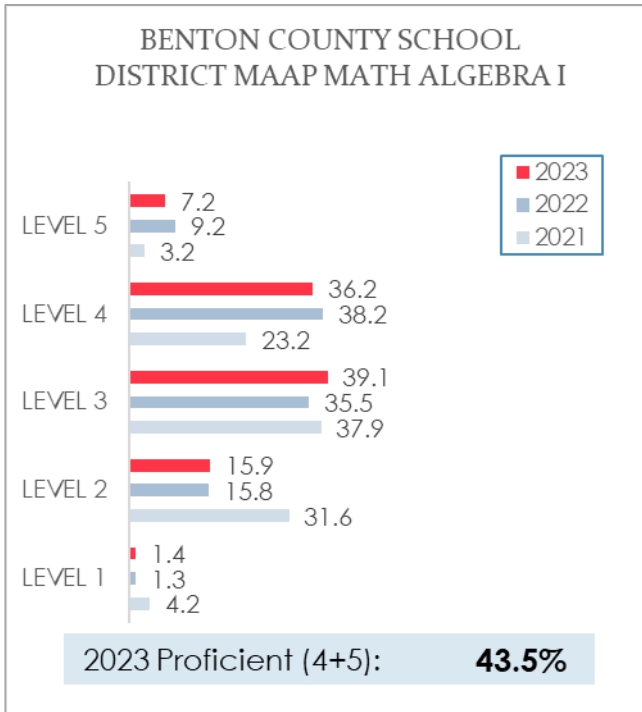 BENTON COUNTY SCHOOL
DISTRICT MAAP MATH ALGEBRA I
2023
2022
2021
LEVEL 5
7.2
9.2
3.2
LEVEL 4
36.2
38.2
23.2
LEVEL 3
39.1
35.5
37.9
LEVEL 2
15.9
15.8
31.6
LEVEL 1
1.4
1.3
4.2
2023 Proficient (4+5): 43.5%